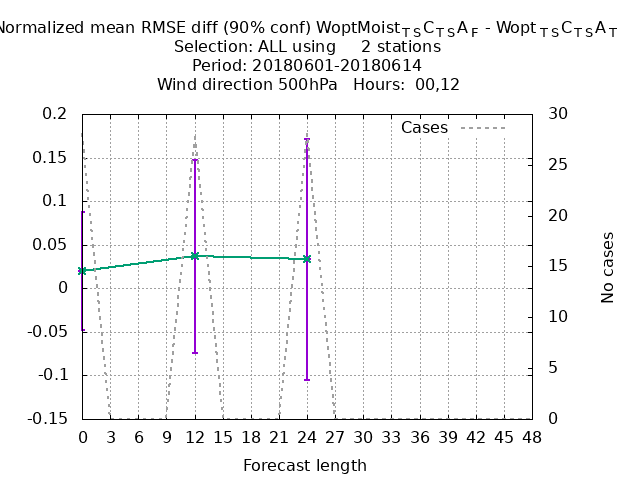 Normalized mean RMSE diff (90% conf) WoptMoist_TSC_TSA_F - Wopt_TSC_TSA_T
Selection: ALL using 2 stations
Period: 20180601-20180614
Wind direction 500hPa Hours: 00,12
0.2
0.15
0.1
0.05
0
-0.05
-0.1
-0.15
30
25
20
15
10
5
0
Cases
No cases
0 3 6 9 12 15 18 21 24 27 30 33 36 39 42 45 48
Forecast length